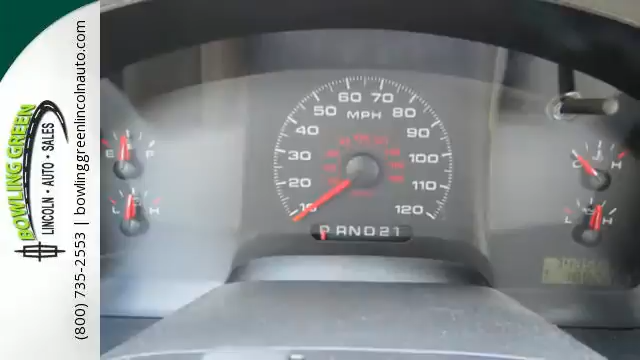 BOWLING GREEN
LINCOLN • AUTO • SALES
(800) 735-2553 | bowlinggreenlincolnauto.com
10 20 30 40 50 60 70 80 90 100 110 120
MPH
E F
L H
C H
L H
P R N D 2 1